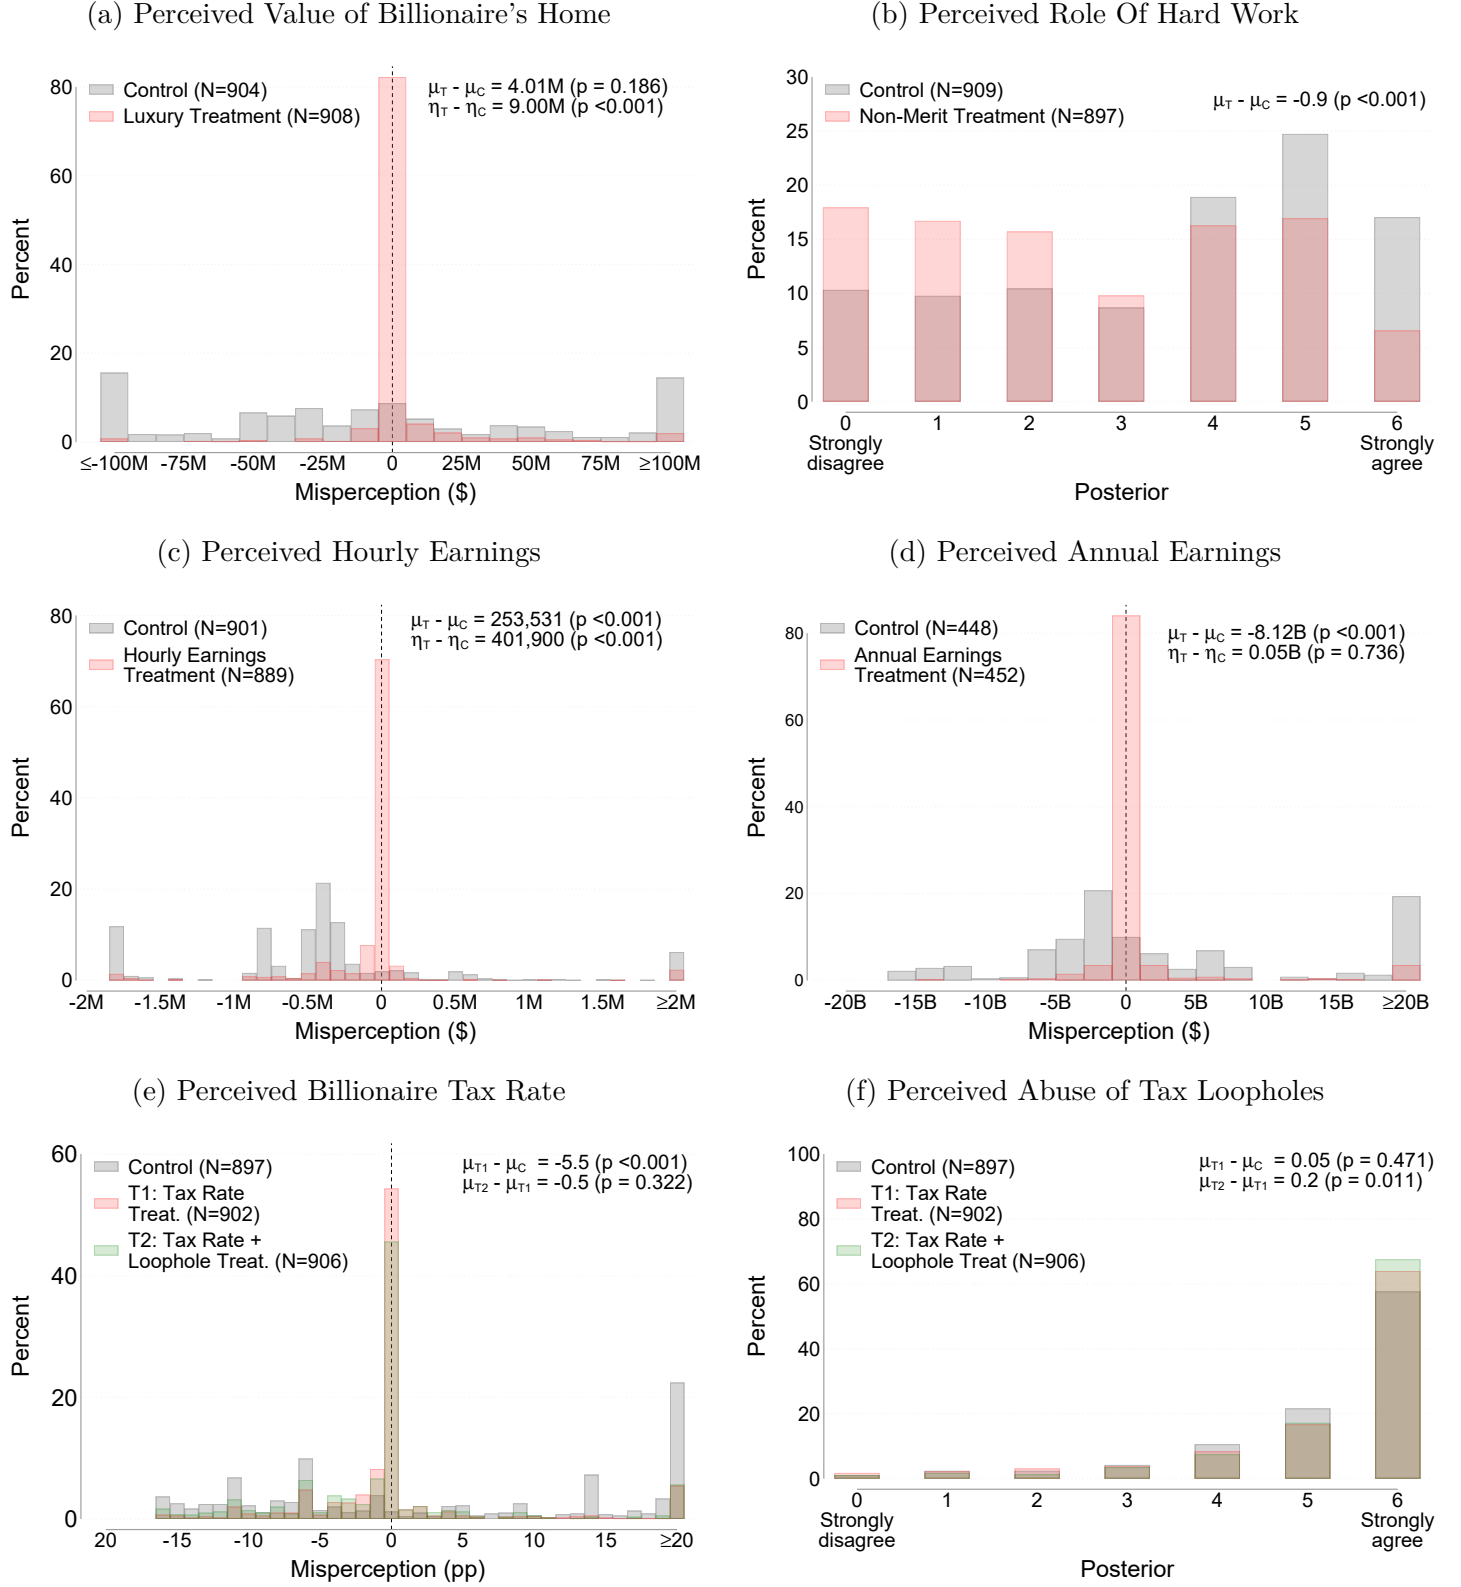 (a) Perceived Value of Billionaire's Home
Control (N=904)
Luxury Treatment (N=908)
μT - μC = 4.01M (p = 0.186)
ηT - ηC = 9.00M (p <0.001)
Percent
80
60
40
20
0
≤-100M -75M -50M -25M 0 25M 50M 75M ≥100M
Misperception ($)
(b) Perceived Role Of Hard Work
Control (N=909)
Non-Merit Treatment (N=897)
μT - μC = -0.9 (p <0.001)
Percent
30
25
20
15
10
5
0
0 1 2 3 4 5 6
Strongly disagree
Strongly agree
Posterior
(c) Perceived Hourly Earnings
Control (N=901)
Hourly Earnings
Treatment (N=889)
μT - μC = 253,531 (p <0.001)
ηT - ηC = 401,900 (p <0.001)
Percent
80
60
40
20
0
-2M -1.5M -1M -0.5M 0 0.5M 1M 1.5M ≥2M
Misperception ($)
(d) Perceived Annual Earnings
Control (N=448)
Annual Earnings
Treatment (N=452)
μT - μC = -8.12B (p <0.001)
ηT - ηC = 0.05B (p = 0.736)
Percent
80
60
40
20
0
-20B -15B -10B -5B 0 5B 10B 15B ≥20B
Misperception ($)
(e) Perceived Billionaire Tax Rate
Control (N=897)
T1: Tax Rate
Treat. (N=902)
T2: Tax Rate +
Loophole Treat. (N=906)
μT1 - μC = -5.5 (p <0.001)
μT2 - μT1 = -0.5 (p = 0.322)
Percent
60
40
20
0
20 -15 -10 -5 0 5 10 15 ≥20
Misperception (pp)
(f) Perceived Abuse of Tax Loopholes
Control (N=897)
T1: Tax Rate
Treat. (N=902)
T2: Tax Rate +
Loophole Treat (N=906)
μT1 - μC = 0.05 (p = 0.471)
μT2 - μT1 = 0.2 (p = 0.011)
Percent
100
80
60
40
20
0
0 1 2 3 4 5 6
Strongly disagree
Strongly agree
Posterior